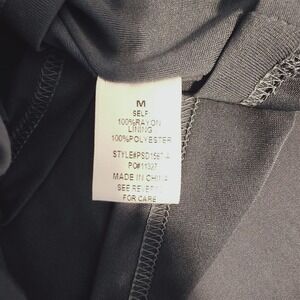 M
SELF:
100%RAYON
LINING
100%POLYESTER
MADE IN CHINA
SEE REVERSE
FOR CARE